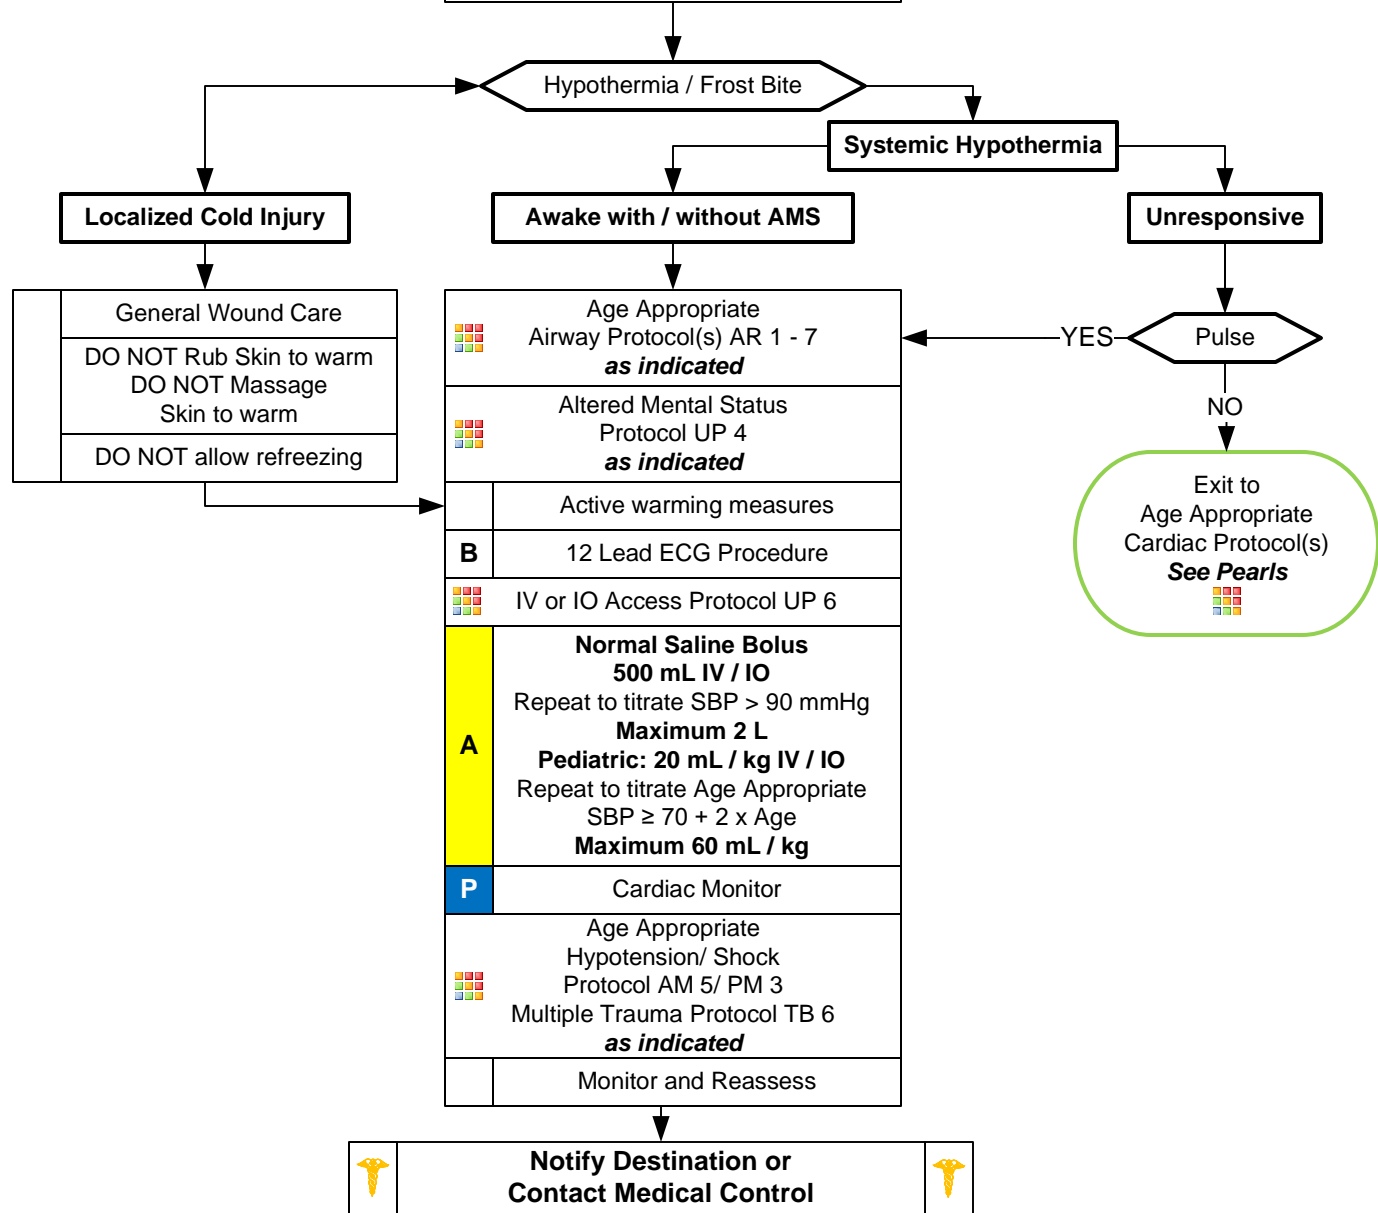 Hypothermia / Frost Bite
Systemic Hypothermia
Localized Cold Injury
Awake with / without AMS
Unresponsive
General Wound Care
DO NOT Rub Skin to warm
DO NOT Massage
Skin to warm
DO NOT allow refreezing
Age Appropriate
Airway Protocol(s) AR 1 - 7
as indicated
YES
Pulse
NO
Altered Mental Status
Protocol UP 4
as indicated
Exit to
Age Appropriate
Cardiac Protocol(s)
See Pearls
Active warming measures
B
12 Lead ECG Procedure
IV or IO Access Protocol UP 6
A
Normal Saline Bolus
500 mL IV / IO
Repeat to titrate SBP > 90 mmHg
Maximum 2 L
Pediatric: 20 mL / kg IV / IO
Repeat to titrate Age Appropriate
SBP ≥ 70 + 2 x Age
Maximum 60 mL / kg
P
Cardiac Monitor
Age Appropriate
Hypotension/ Shock
Protocol AM 5/ PM 3
Multiple Trauma Protocol TB 6
as indicated
Monitor and Reassess
Notify Destination or
Contact Medical Control